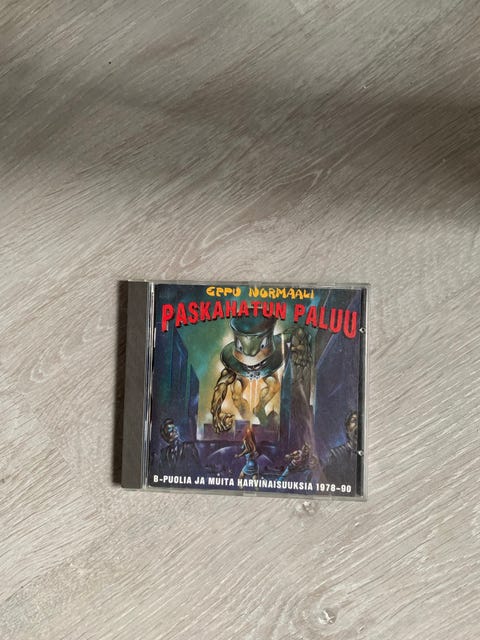 EPPU NORMAALI
PASKAHATUN PALUU
B-PUOLIA JA MUITA HARVINAISUUKSIA 1978-90